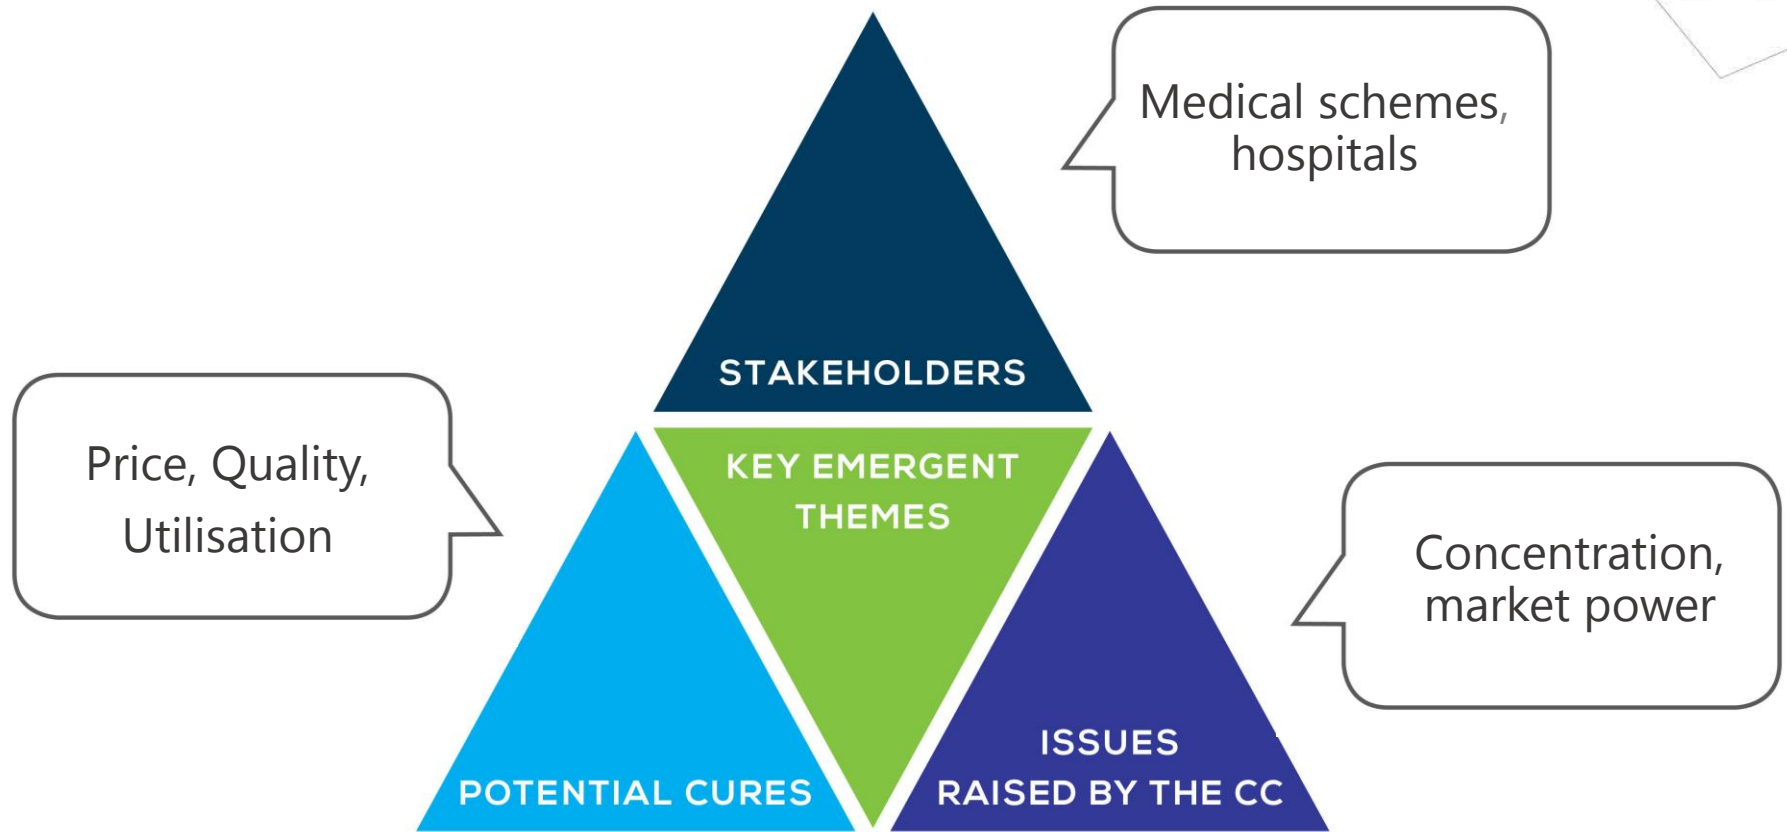 Medical schemes,
hospitals
STAKEHOLDERS
Price, Quality,
Utilisation
KEY EMERGENT
THEMES
Concentration,
market power
POTENTIAL CURES
ISSUES
RAISED BY THE CC